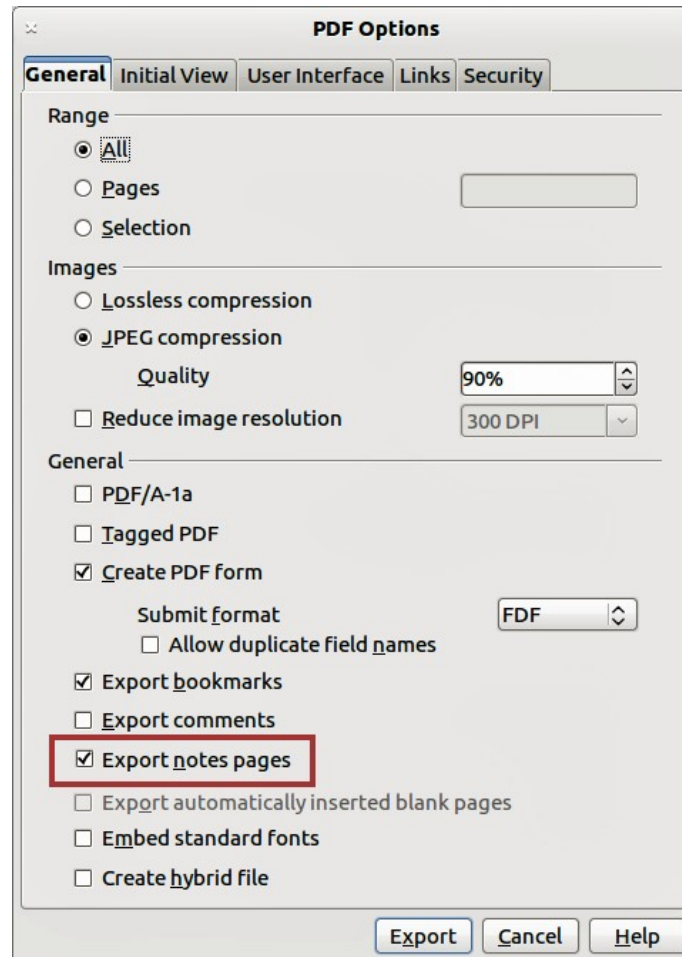 PDF Options
General Initial View User Interface Links Security
Range
All
Pages
Selection
Images
Lossless compression
JPEG compression
Quality 90%
Reduce image resolution 300 DPI
General
PDF/A-1a
Tagged PDF
Create PDF form
Submit format FDF
Allow duplicate field names
Export bookmarks
Export comments
Export notes pages
Export automatically inserted blank pages
Embed standard fonts
Create hybrid file
Export Cancel Help